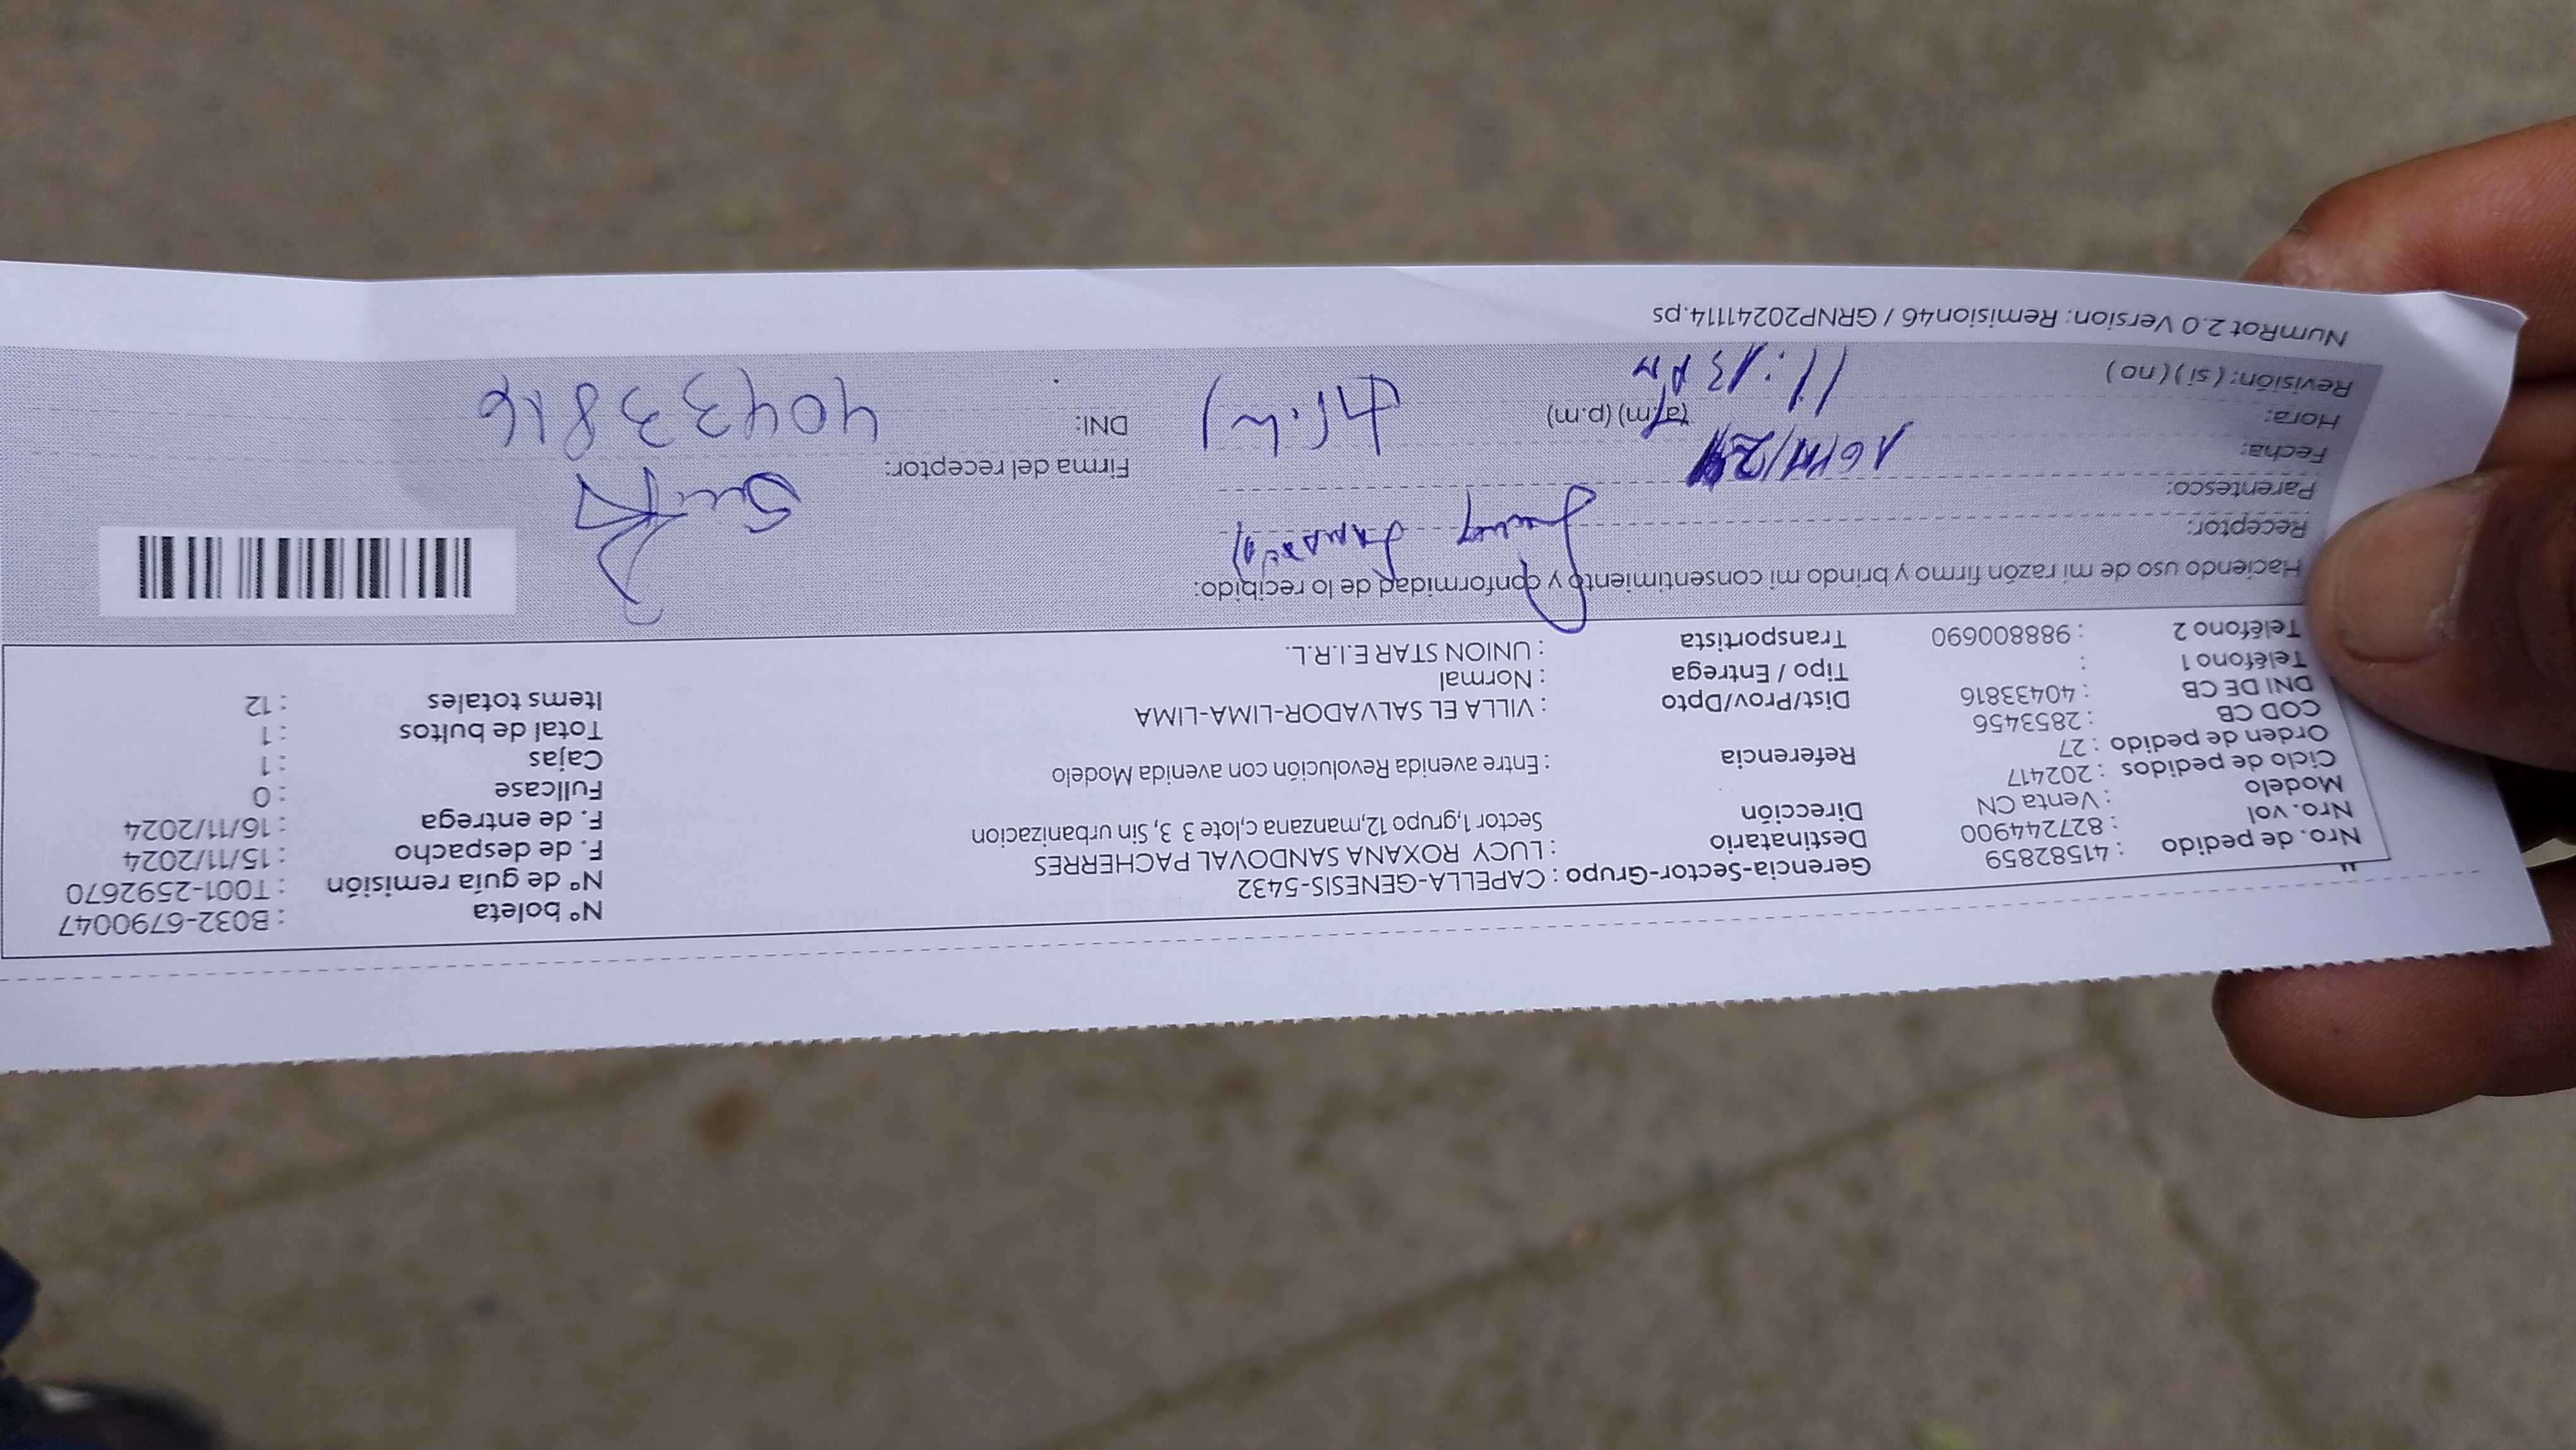 Nro. de pedido : 41582859
Nro. vol : 827244900
Modelo : Venta CN
Ciclo de pedidos : 202417
Orden de pedido : 27
COD CB : 2853456
DNI DE CB : 40433816
Teléfono 1 :
Teléfono 2 : 988800690
Gerencia-Sector-Grupo : CAPELLA-GENESIS-5432
Destinatario : LUCY ROXANA SANDOVAL PACHERRES
Dirección Sector 1,grupo 12,manzana c,lote 3 3, Sin urbanizacion
Referencia : Entre avenida Revolución con avenida Modelo
Dist/Prov/Dpto : VILLA EL SALVADOR-LIMA-LIMA
Tipo / Entrega : Normal
Transportista : UNION STAR E.I.R.L.
Nº boleta : B032-6790047
Nº de guía remisión : T001-2592670
F. de despacho : 15/11/2024
F. de entrega : 16/11/2024
Fullcase : 0
Cajas : 1
Total de bultos : 1
Items totales : 12
Haciendo uso de mi razón firmo y brindo mi consentimiento y conformidad de lo recibido:
Receptor:
Parentesco:
Fecha: 16/11/24
Hora: 11:13 (a.m) (p.m)
Revisión: ( si ) ( no )
Firma del receptor:
DNI: 40433816
NumRot 2.0 Version: Remision46 / GRNP20241114.ps